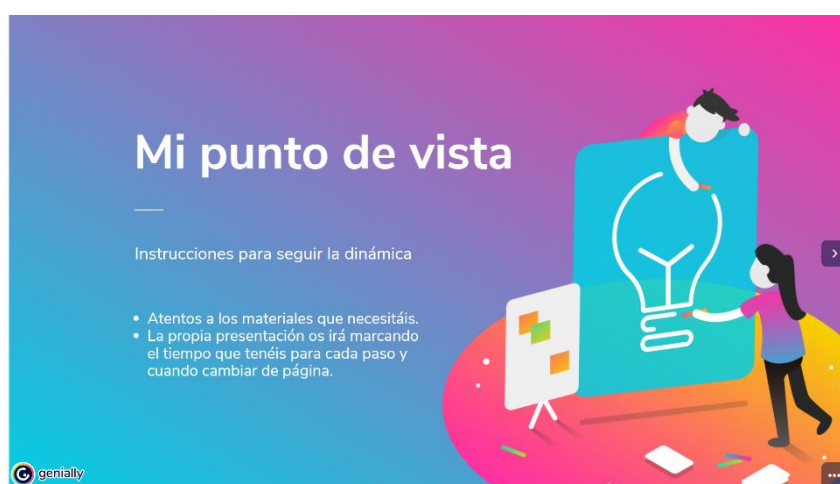 Mi punto de vista
Instrucciones para seguir la dinámica
• Atentos a los materiales que necesitáis.
• La propia presentación os irá marcando
el tiempo que tenéis para cada paso y
cuando cambiar de página.
genially